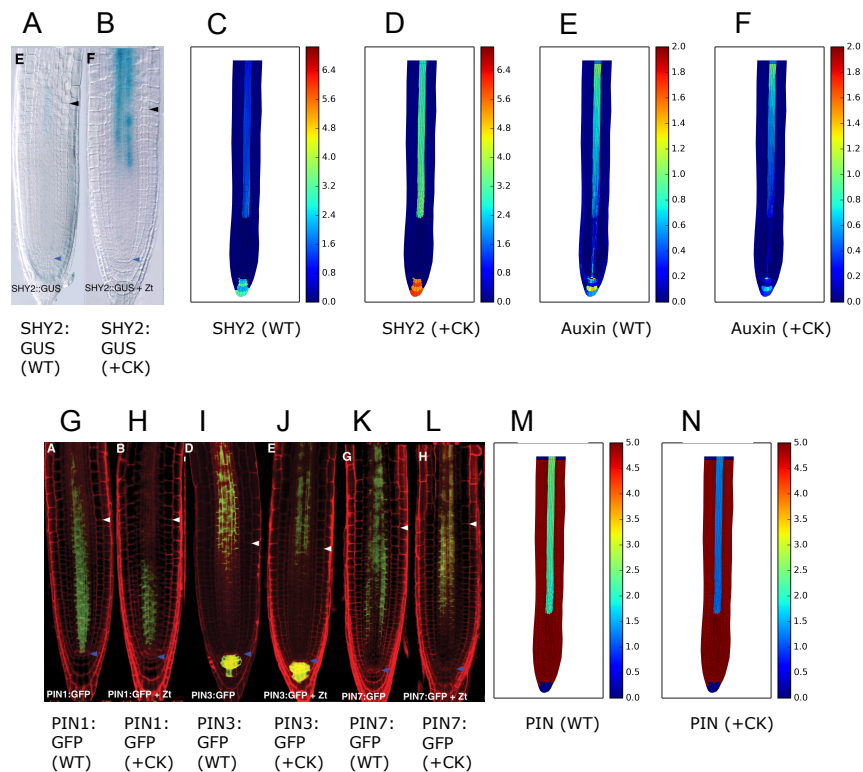 A B C D E F
E
F
SHY2::GUS
SHY2::GUS + Zt
6.4
5.6
4.8
4.0
3.2
2.4
1.6
0.8
0.0
6.4
5.6
4.8
4.0
3.2
2.4
1.6
0.8
0.0
2.0
1.8
1.6
1.4
1.2
1.0
0.8
0.6
0.4
0.2
0.0
2.0
1.8
1.6
1.4
1.2
1.0
0.8
0.6
0.4
0.2
0.0
SHY2:
GUS
(WT)
SHY2:
GUS
(+CK)
SHY2 (WT)
SHY2 (+CK)
Auxin (WT)
Auxin (+CK)
G H I J K L M N
A
B
D
E
G
H
PIN1:GFP
PIN1:GFP + Zt
PIN3:GFP
PIN3:GFP + Zt
PIN7:GFP
PIN7:GFP + Zt
5.0
4.5
4.0
3.5
3.0
2.5
2.0
1.5
1.0
0.5
0.0
5.0
4.5
4.0
3.5
3.0
2.5
2.0
1.5
1.0
0.5
0.0
PIN1:
GFP
(WT)
PIN1:
GFP
(+CK)
PIN3:
GFP
(WT)
PIN3:
GFP
(+CK)
PIN7:
GFP
(WT)
PIN7:
GFP
(+CK)
PIN (WT)
PIN (+CK)